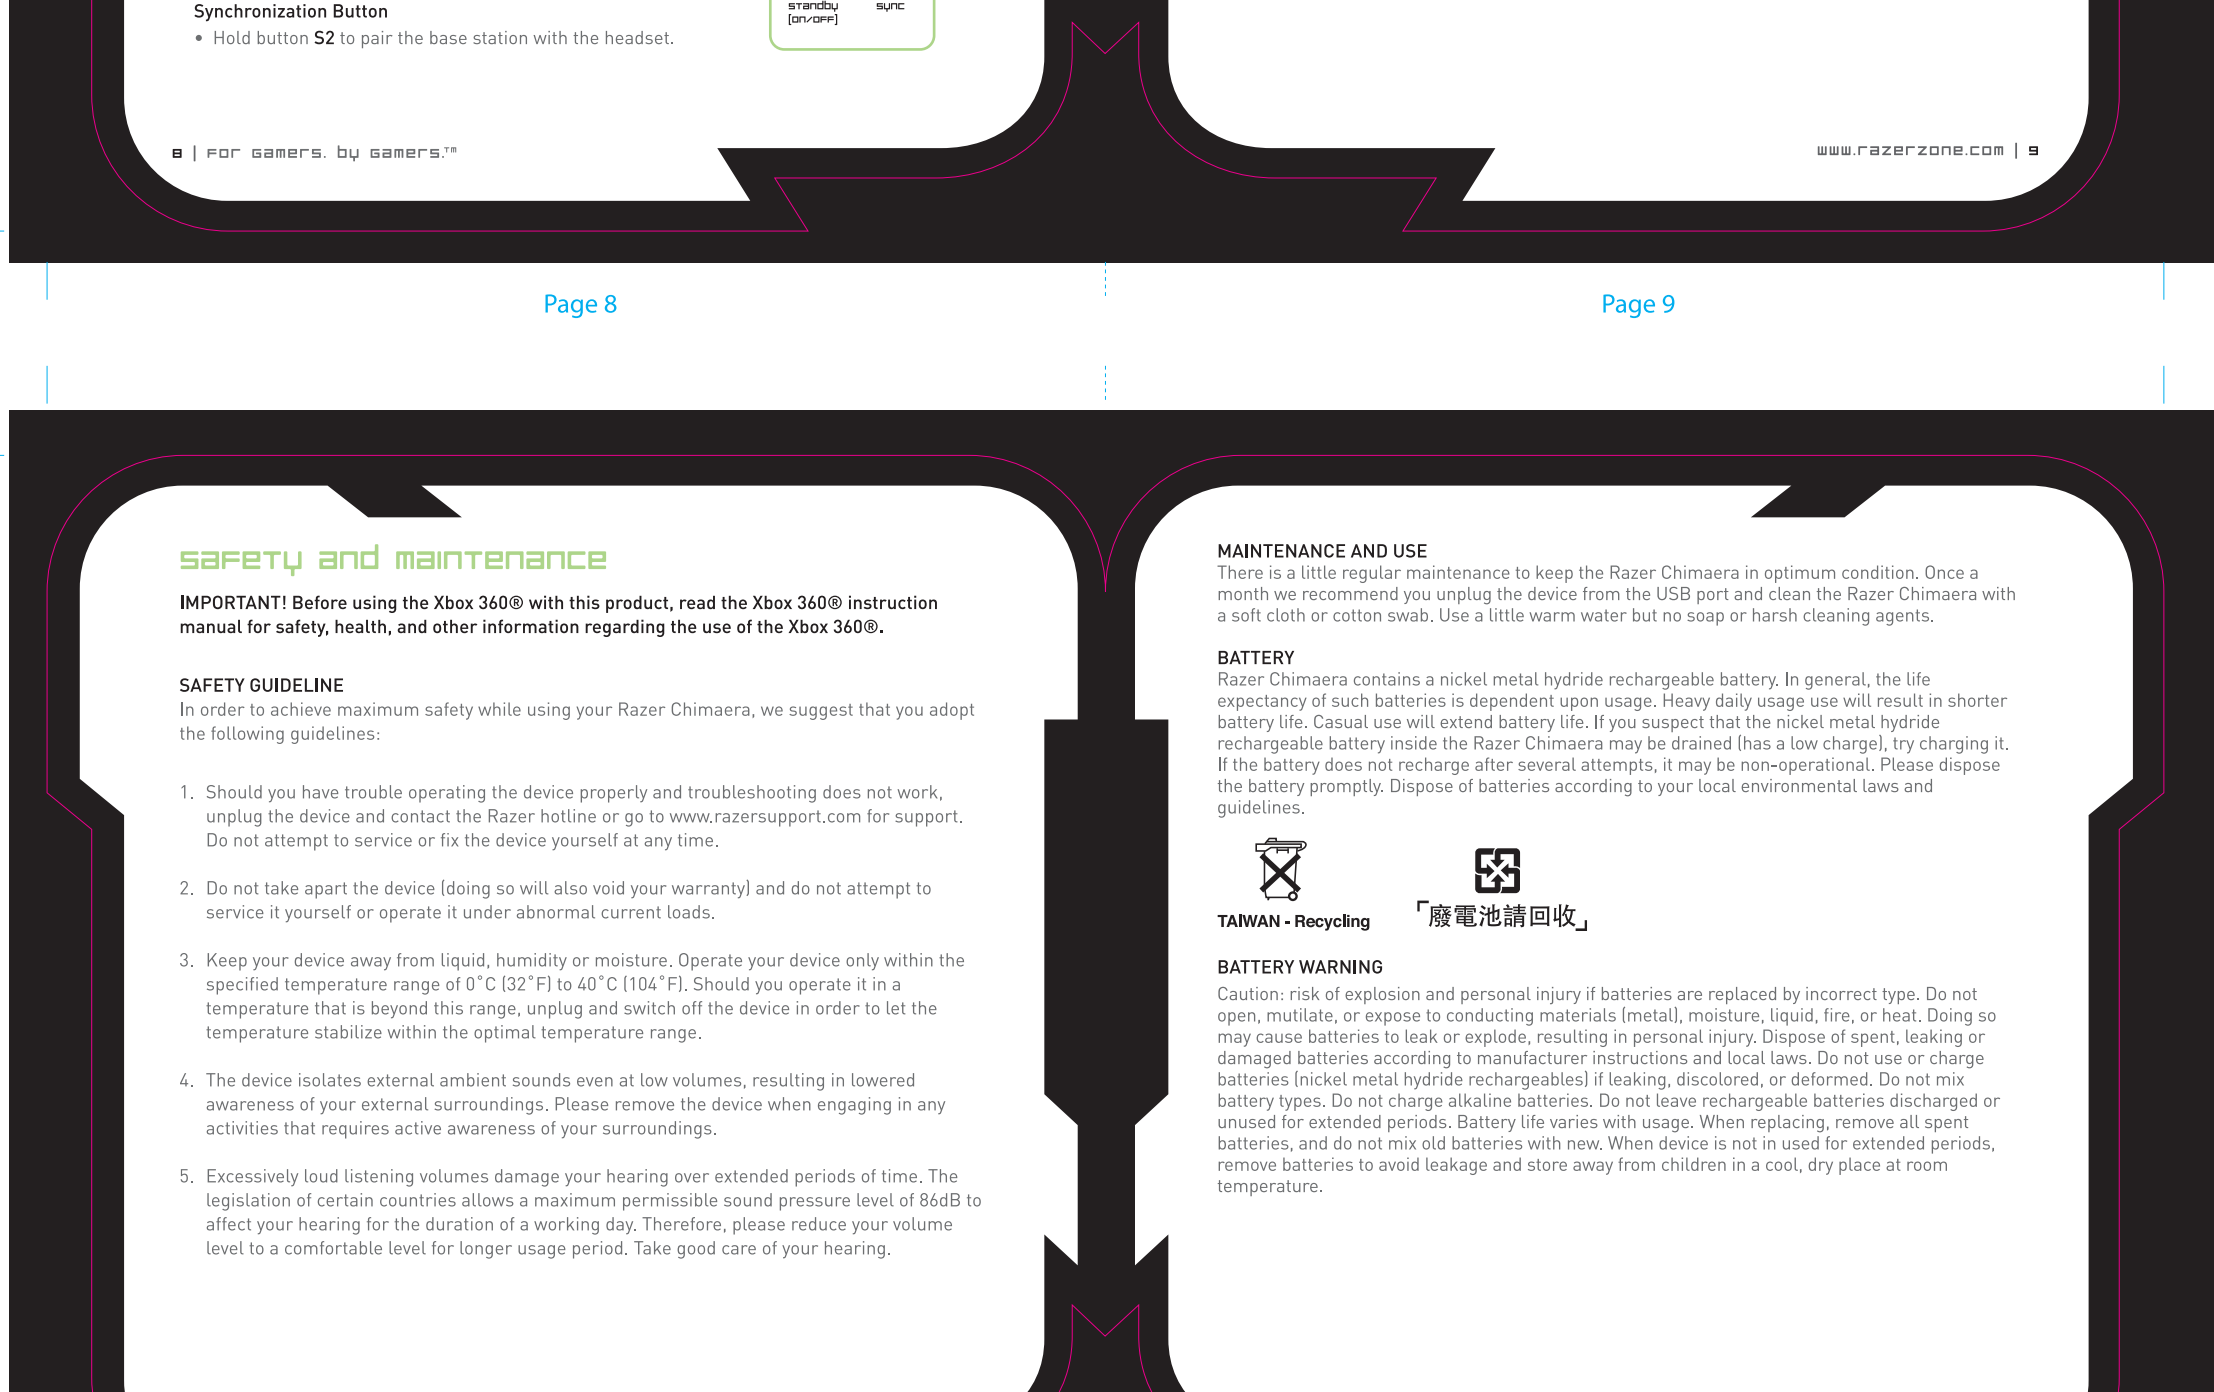 Synchronization Button
• Hold button S2 to pair the base station with the headset.
standby
[on/off]
sync
8 | For Gamers. By Gamers.™
www.razerzone.com | 9
Page 8
Page 9
safety and maintenance
IMPORTANT! Before using the Xbox 360® with this product, read the Xbox 360® instruction
manual for safety, health, and other information regarding the use of the Xbox 360®.
SAFETY GUIDELINE
In order to achieve maximum safety while using your Razer Chimaera, we suggest that you adopt
the following guidelines:
1. Should you have trouble operating the device properly and troubleshooting does not work,
unplug the device and contact the Razer hotline or go to www.razersupport.com for support.
Do not attempt to service or fix the device yourself at any time.
2. Do not take apart the device (doing so will also void your warranty) and do not attempt to
service it yourself or operate it under abnormal current loads.
3. Keep your device away from liquid, humidity or moisture. Operate your device only within the
specified temperature range of 0˚C (32˚F) to 40˚C (104˚F). Should you operate it in a
temperature that is beyond this range, unplug and switch off the device in order to let the
temperature stabilize within the optimal temperature range.
4. The device isolates external ambient sounds even at low volumes, resulting in lowered
awareness of your external surroundings. Please remove the device when engaging in any
activities that requires active awareness of your surroundings.
5. Excessively loud listening volumes damage your hearing over extended periods of time. The
legislation of certain countries allows a maximum permissible sound pressure level of 86dB to
affect your hearing for the duration of a working day. Therefore, please reduce your volume
level to a comfortable level for longer usage period. Take good care of your hearing.
MAINTENANCE AND USE
There is a little regular maintenance to keep the Razer Chimaera in optimum condition. Once a
month we recommend you unplug the device from the USB port and clean the Razer Chimaera with
a soft cloth or cotton swab. Use a little warm water but no soap or harsh cleaning agents.
BATTERY
Razer Chimaera contains a nickel metal hydride rechargeable battery. In general, the life
expectancy of such batteries is dependent upon usage. Heavy daily usage use will result in shorter
battery life. Casual use will extend battery life. If you suspect that the nickel metal hydride
rechargeable battery inside the Razer Chimaera may be drained (has a low charge), try charging it.
If the battery does not recharge after several attempts, it may be non-operational. Please dispose
the battery promptly. Dispose of batteries according to your local environmental laws and
guidelines.
TAIWAN - Recycling
「廢電池請回收」
BATTERY WARNING
Caution: risk of explosion and personal injury if batteries are replaced by incorrect type. Do not
open, mutilate, or expose to conducting materials (metal), moisture, liquid, fire, or heat. Doing so
may cause batteries to leak or explode, resulting in personal injury. Dispose of spent, leaking or
damaged batteries according to manufacturer instructions and local laws. Do not use or charge
batteries (nickel metal hydride rechargeables) if leaking, discolored, or deformed. Do not mix
battery types. Do not charge alkaline batteries. Do not leave rechargeable batteries discharged or
unused for extended periods. Battery life varies with usage. When replacing, remove all spent
batteries, and do not mix old batteries with new. When device is not in used for extended periods,
remove batteries to avoid leakage and store away from children in a cool, dry place at room
temperature.